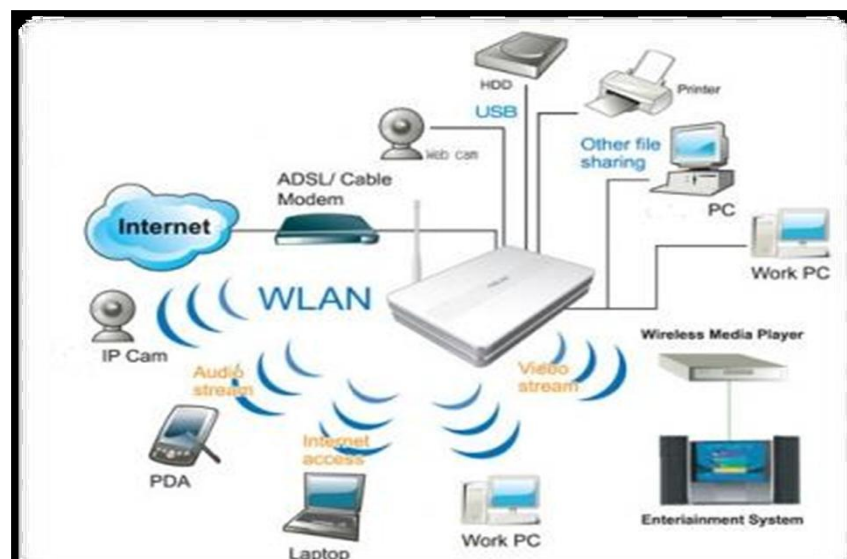 HDD
Printer
USB
Web cam
Other file
sharing
ADSL/ Cable
Modem
PC
Internet
Work PC
WLAN
IP Cam
Wireless Media Player
Audio
stream
Video
stream
Internet
access
PDA
Laptop
Work PC
Enteriainment System